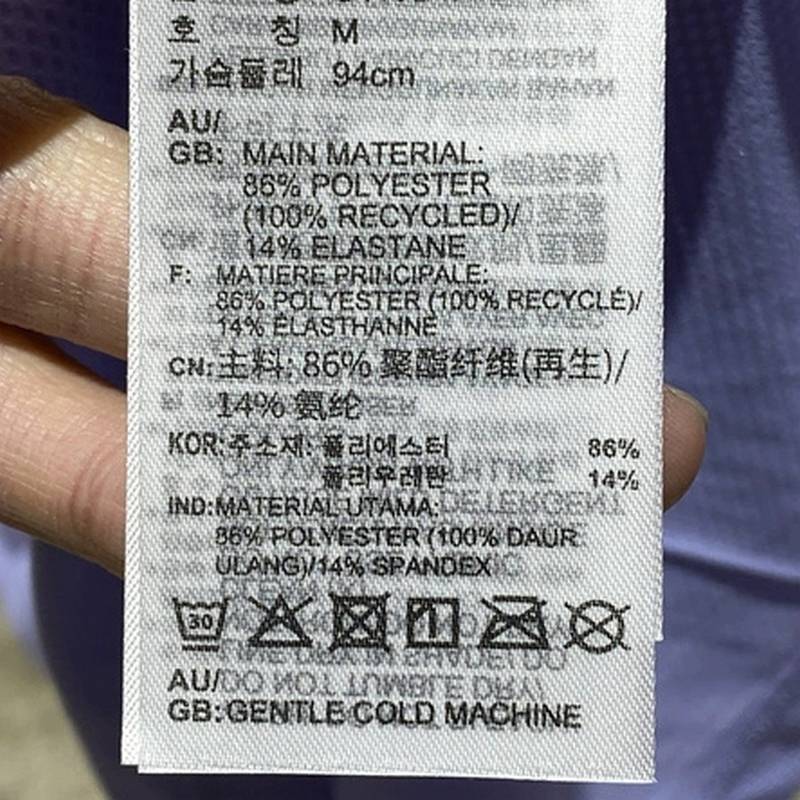 호 칭 M
가슴둘레 94cm
AU/
GB: MAIN MATERIAL:
86% POLYESTER
(100% RECYCLED)/
14% ELASTANE
F: MATIERE PRINCIPALE:
86% POLYESTER (100% RECYCLÉ)/
14% ÉLASTHANNE
CN: 主料: 86% 聚酯纤维(再生)/
14% 氨纶
KOR: 주소재: 폴리에스터 86%
폴리우레탄 14%
IND: MATERIAL UTAMA:
86% POLYESTER (100% DAUR
ULANG)/14% SPANDEX
30
AU/
GB: GENTLE COLD MACHINE